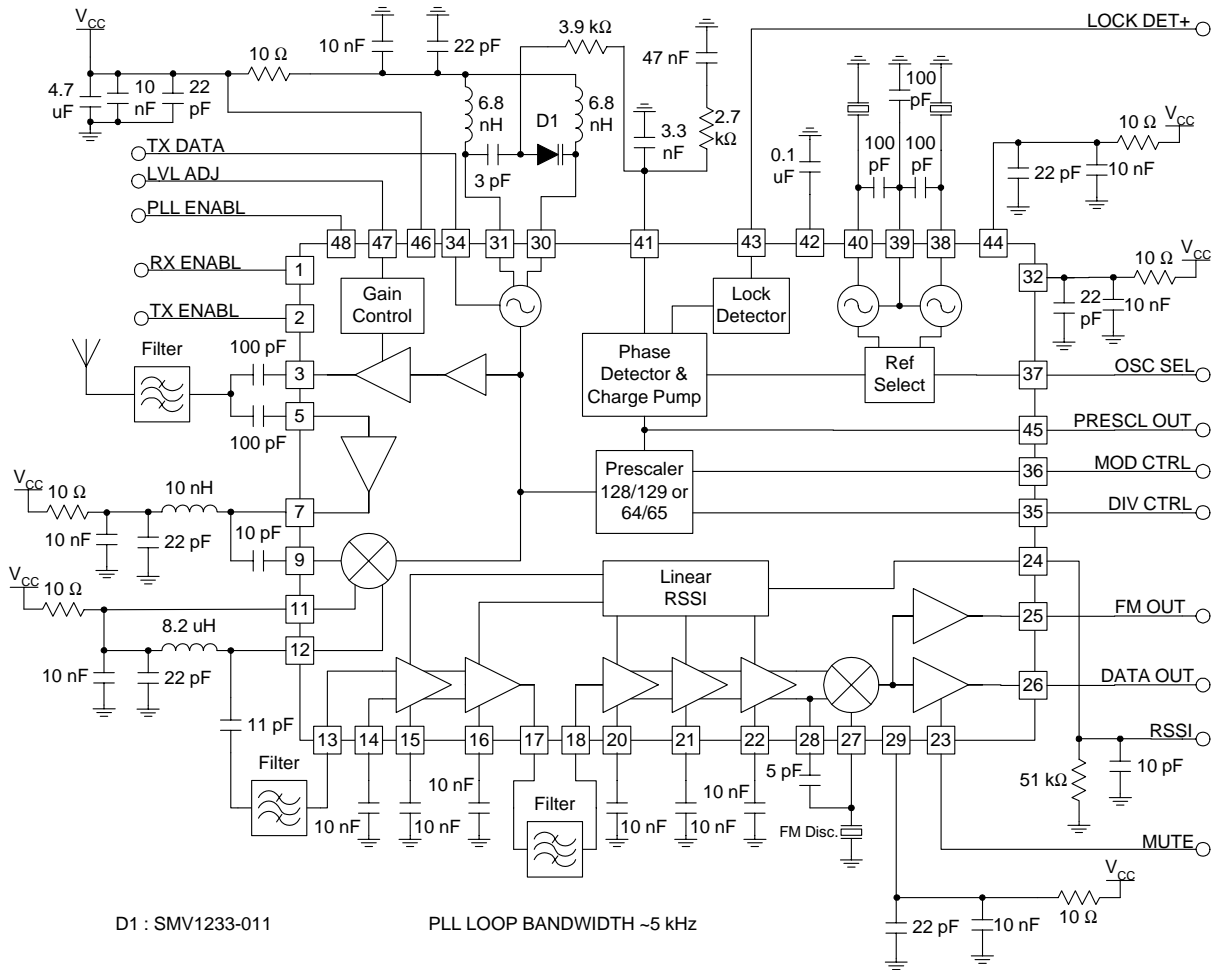 VCC
10 nF
22 pF
3.9 kΩ
47 nF
LOCK DET+
10 Ω
4.7 uF
10 nF
22 pF
6.8 nH
D1
6.8 nH
3 pF
3.3 nF
2.7 kΩ
0.1 uF
100 pF
100 pF
100 pF
VCC
10 Ω
22 pF
10 nF
TX DATA
LVL ADJ
PLL ENABL
48
47
46
34
31
30
41
43
42
40
39
38
44
RX ENABL
1
TX ENABL
2
Gain Control
Lock Detector
32
VCC
10 Ω
22 pF
10 nF
Filter
100 pF
3
5
100 pF
Phase Detector & Charge Pump
Ref Select
37
OSC SEL
45
PRESCL OUT
Prescaler 128/129 or 64/65
36
MOD CTRL
35
DIV CTRL
VCC
10 Ω
10 nH
7
10 nF
22 pF
10 pF
9
VCC
10 Ω
11
8.2 uH
12
10 nF
22 pF
11 pF
Linear RSSI
24
25
FM OUT
26
DATA OUT
13
14
15
16
17
18
20
21
22
28
27
29
23
RSSI
51 kΩ
10 pF
Filter
10 nF
10 nF
10 nF
Filter
10 nF
10 nF
10 nF
5 pF
FM Disc.
MUTE
VCC
10 Ω
22 pF
10 nF
D1 : SMV1233-011
PLL LOOP BANDWIDTH ~5 kHz